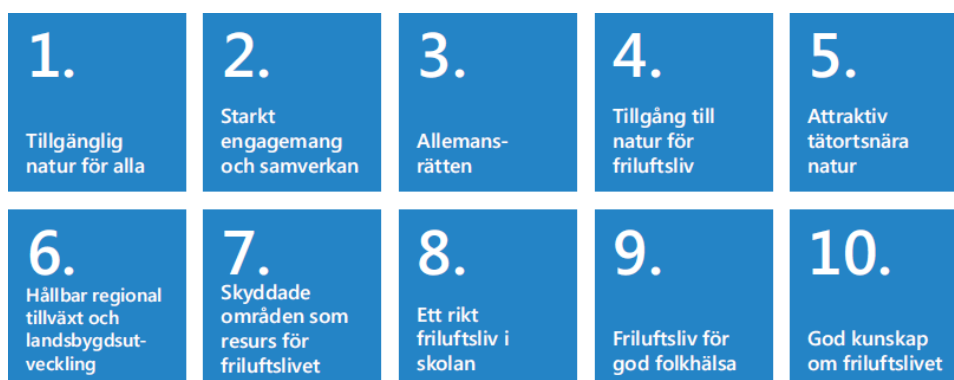 1.
Tillgänglig
natur för alla
2.
Starkt
engagemang
och samverkan
3.
Allemans-
rätten
4.
Tillgång till
natur för
friluftsliv
5.
Attraktiv
tätortsnära
natur
6.
Hållbar regional
tillväxt och
landsbygdsut-
veckling
7.
Skyddade
områden som
resurs för
friluftslivet
8.
Ett rikt
friluftsliv i
skolan
9.
Friluftsliv för
god folkhälsa
10.
God kunskap
om friluftslivet